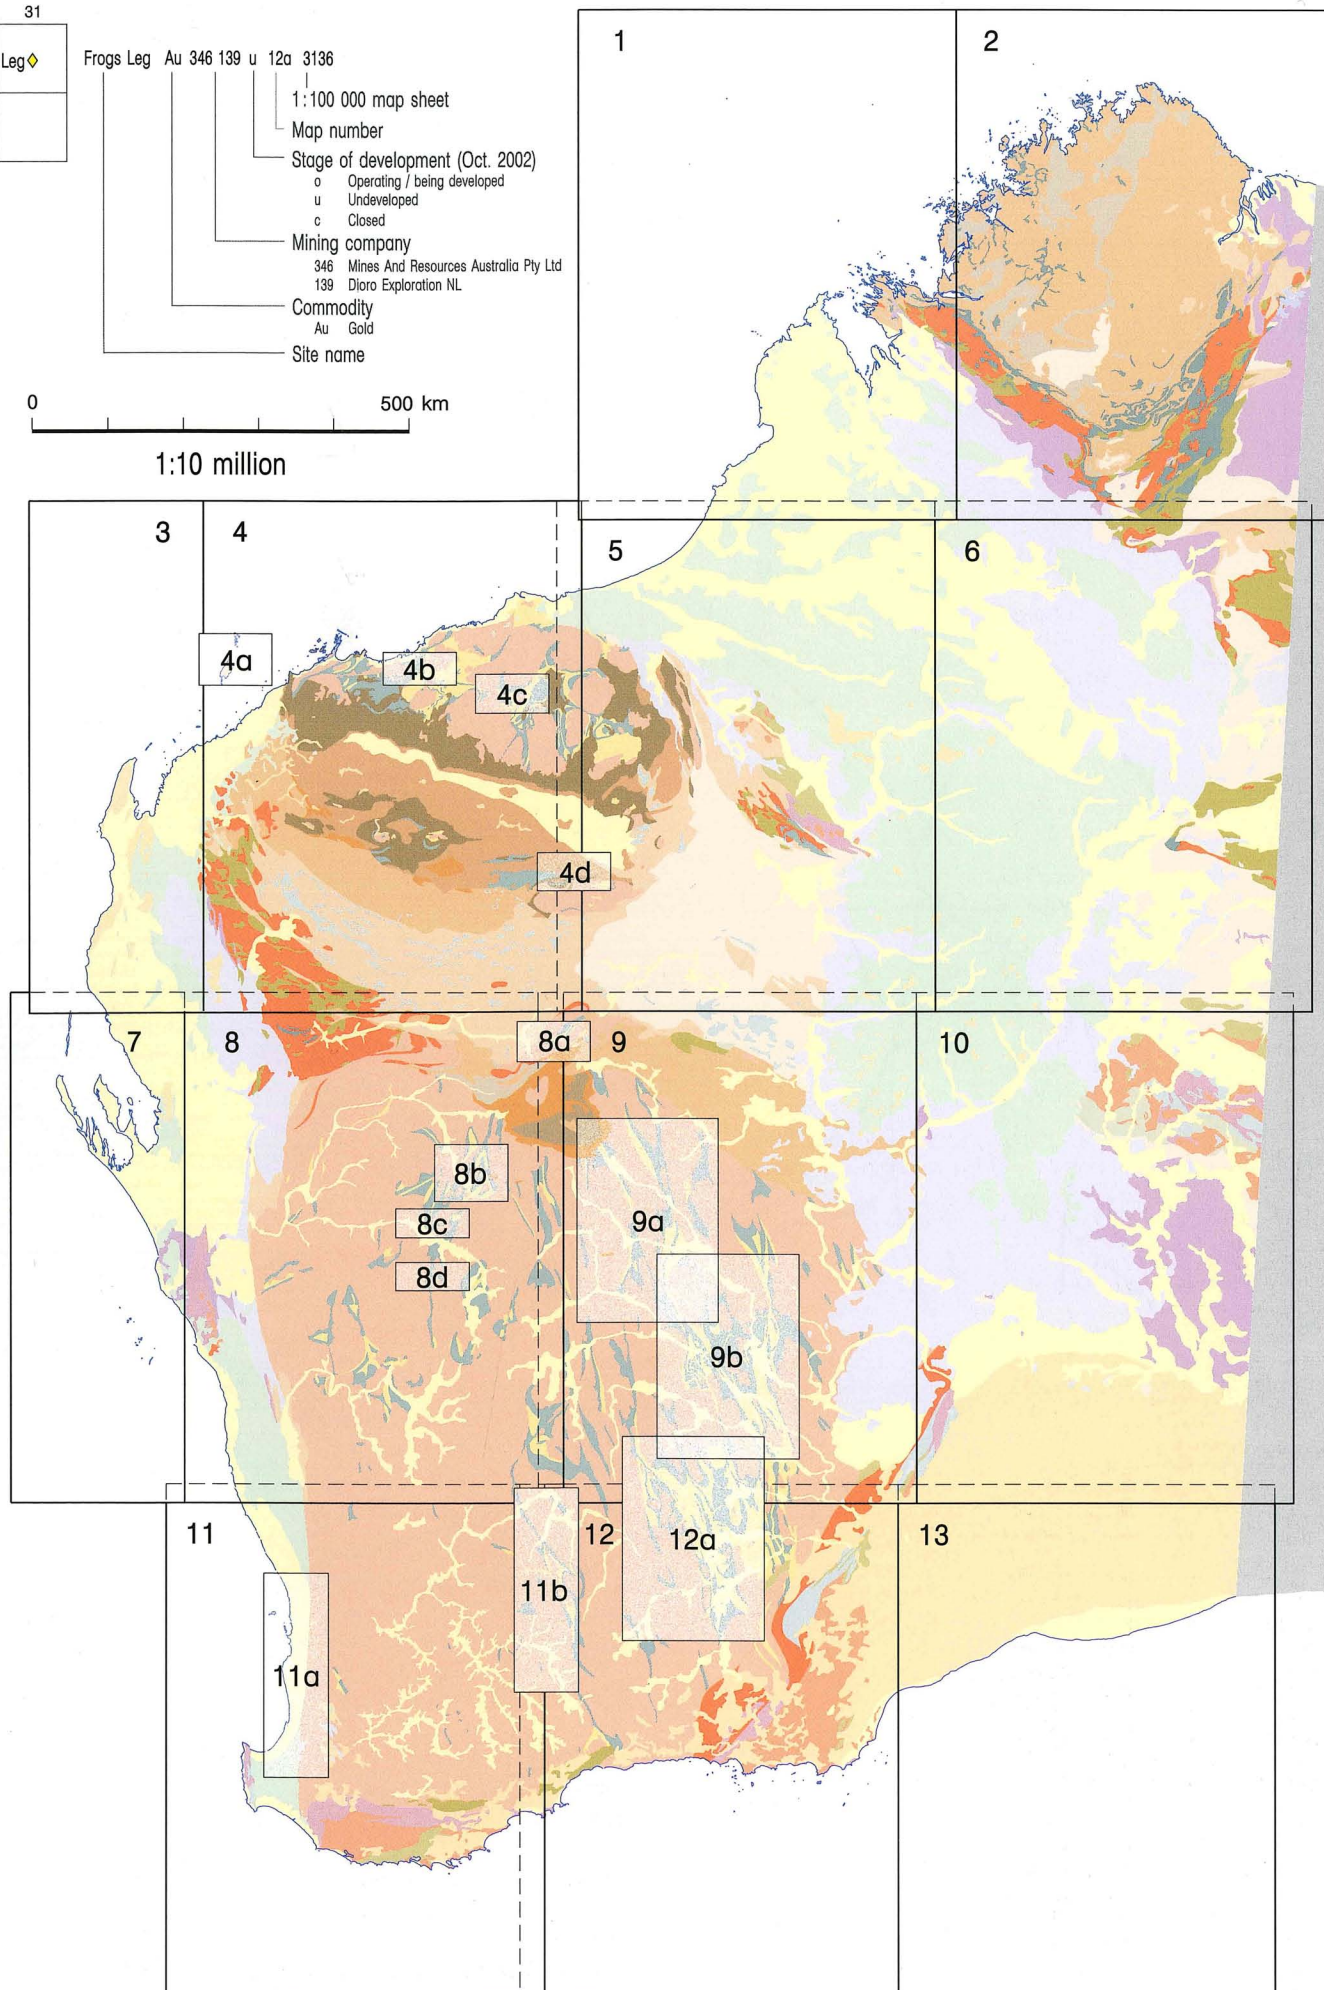 31
Leg
Frogs Leg Au 346 139 u 12a 3136
1:100 000 map sheet
Map number
Stage of development (Oct. 2002)
o Operating / being developed
u Undeveloped
c Closed
Mining company
346 Mines And Resources Australia Pty Ltd
139 Dioro Exploration NL
Commodity
Au Gold
Site name
0 500 km
1:10 million
1 2
3 4 5 6
4a 4b 4c
4d
7 8 8a 9 10
8b
8c 9a
8d
9b
11 12 12a 13
11b
11a